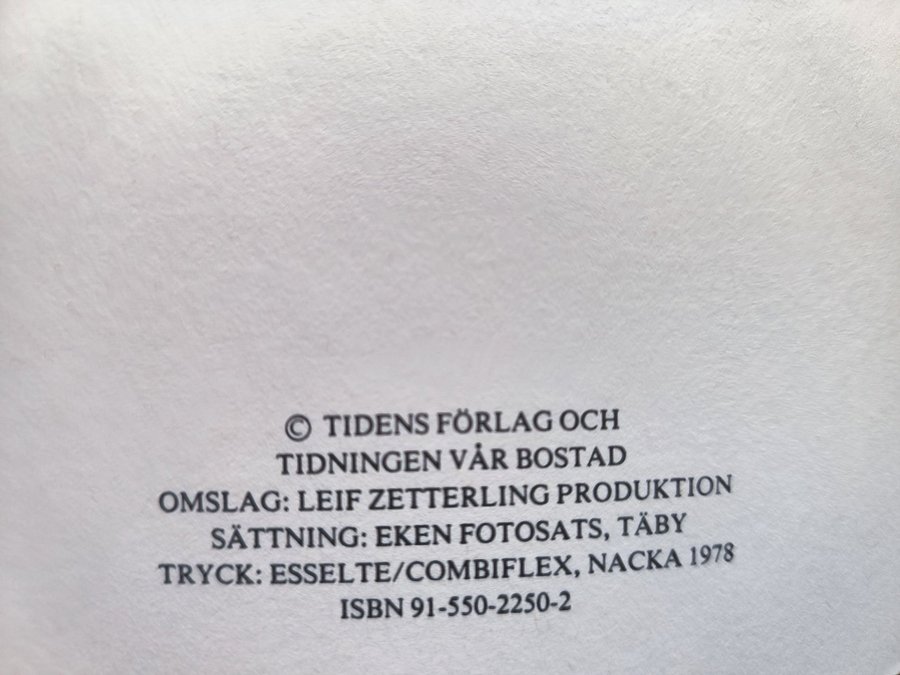 © TIDENS FÖRLAG OCH
TIDNINGEN VÅR BOSTAD
OMSLAG: LEIF ZETTERLING PRODUKTION
SÄTTNING: EKEN FOTOSATS, TÄBY
TRYCK: ESSELTE/COMBIFLEX, NACKA 1978
ISBN 91-550-2250-2